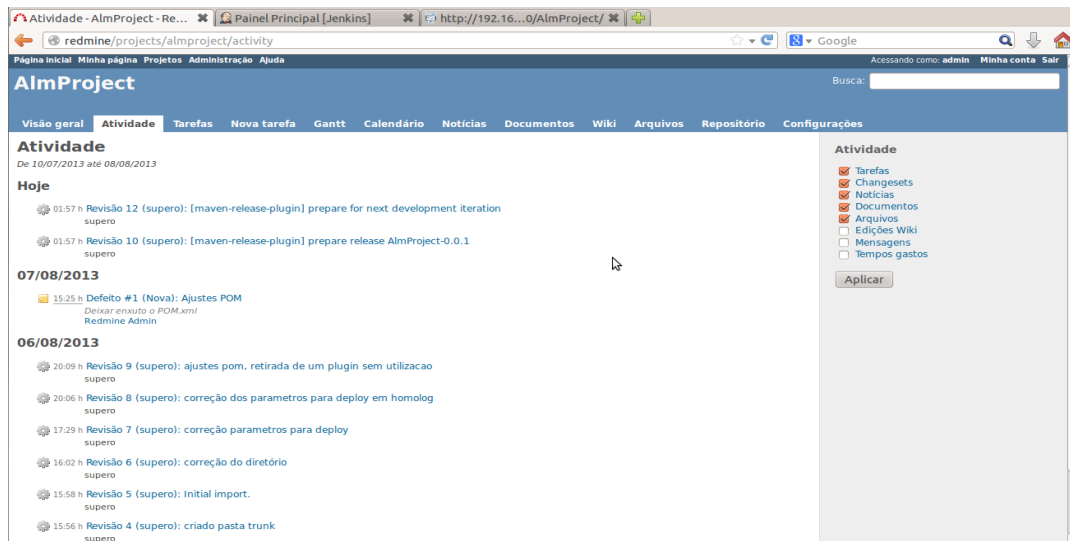 Atividade - AlmProject - Re... Painel Principal [Jenkins] http://192.16...0/AlmProject/
redmine/projects/almproject/activity Google
Página inicial Minha página Projetos Administração Ajuda Acessando como: admin Minha conta Sair
AlmProject Busca:
Visão geral Atividade Tarefas Nova tarefa Gantt Calendário Notícias Documentos Wiki Arquivos Repositório Configurações
Atividade
De 10/07/2013 até 08/08/2013
Hoje
01:57 h Revisão 12 (supero): [maven-release-plugin] prepare for next development iteration
supero
01:57 h Revisão 10 (supero): [maven-release-plugin] prepare release AlmProject-0.0.1
supero
07/08/2013
15:25 h Defeito #1 (Nova): Ajustes POM
Deixar enxuto o POM.xml
Redmine Admin
06/08/2013
20:09 h Revisão 9 (supero): ajustes pom, retirada de um plugin sem utilizacao
supero
20:06 h Revisão 8 (supero): correção dos parametros para deploy em homolog
supero
17:29 h Revisão 7 (supero): correção parametros para deploy
supero
16:02 h Revisão 6 (supero): correção do diretório
supero
15:58 h Revisão 5 (supero): Initial import.
supero
15:56 h Revisão 4 (supero): criado pasta trunk
supero
Atividade
Tarefas
Changesets
Notícias
Documentos
Arquivos
Edições Wiki
Mensagens
Tempos gastos
Aplicar